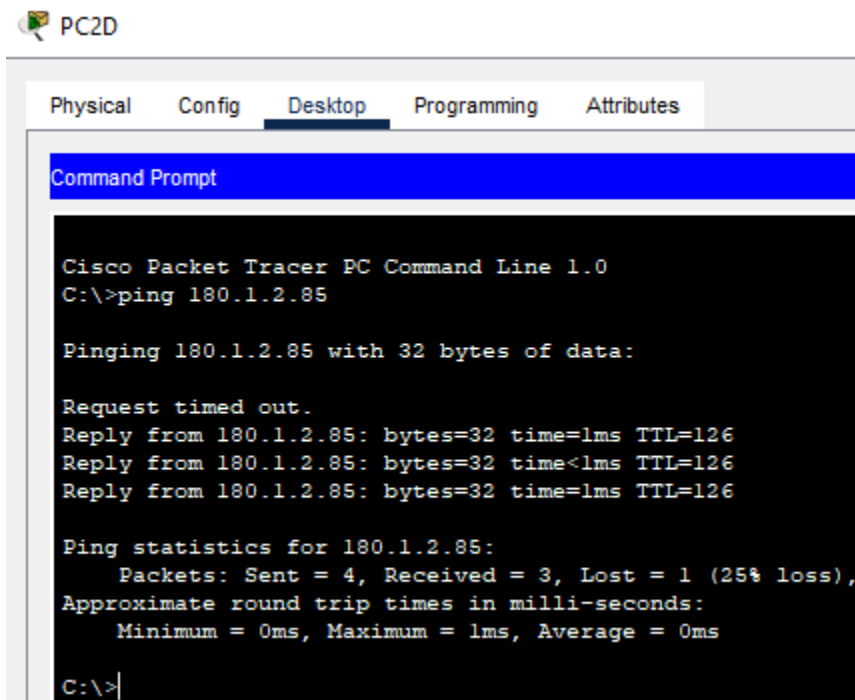 PC2D
Physical Config Desktop Programming Attributes
Command Prompt
Cisco Packet Tracer PC Command Line 1.0
C:\>ping 180.1.2.85
Pinging 180.1.2.85 with 32 bytes of data:
Request timed out.
Reply from 180.1.2.85: bytes=32 time=1ms TTL=126
Reply from 180.1.2.85: bytes=32 time<1ms TTL=126
Reply from 180.1.2.85: bytes=32 time=1ms TTL=126
Ping statistics for 180.1.2.85:
Packets: Sent = 4, Received = 3, Lost = 1 (25% loss),
Approximate round trip times in milli-seconds:
Minimum = 0ms, Maximum = 1ms, Average = 0ms
C:\>